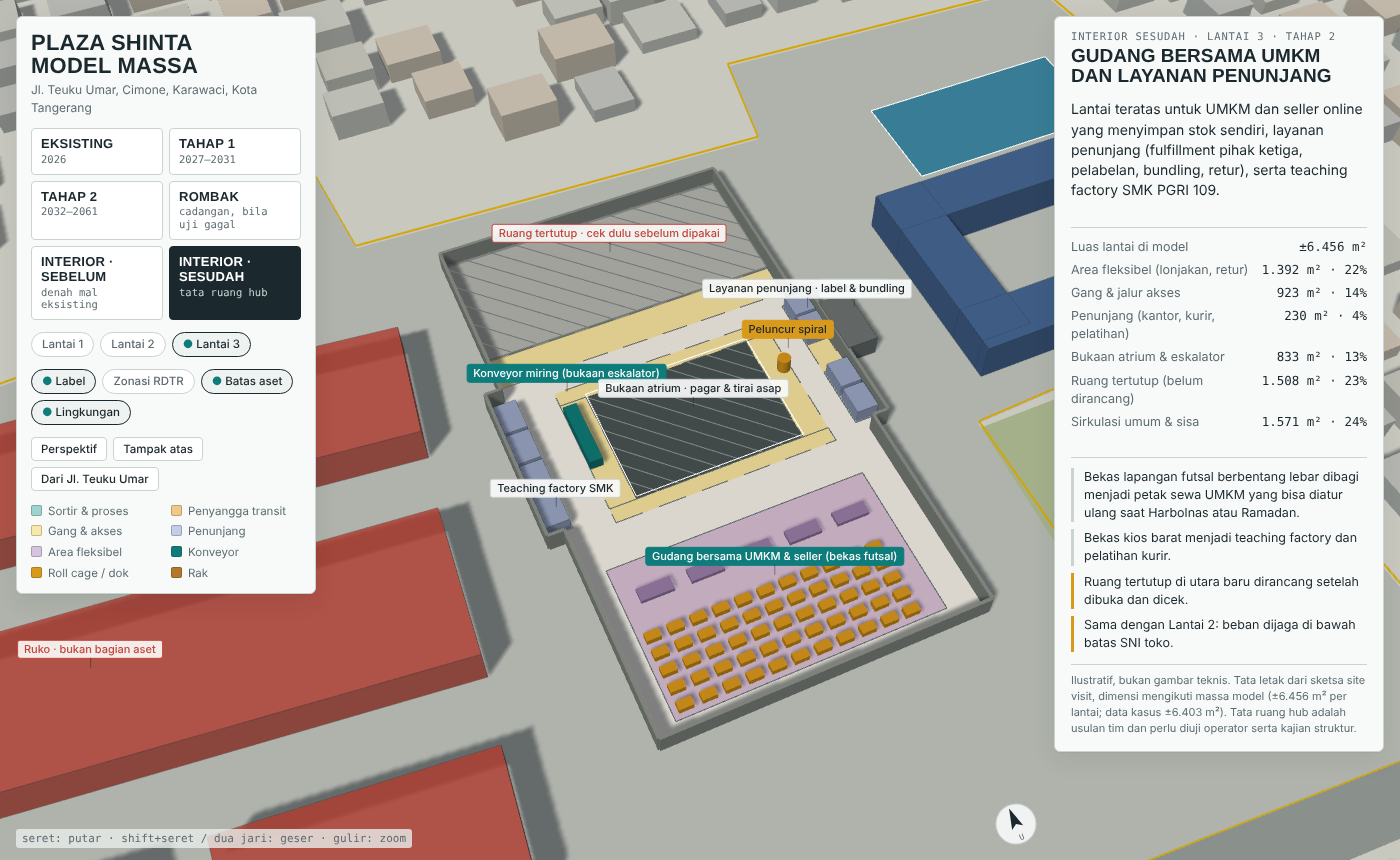 PLAZA SHINTA
MODEL MASSA
Jl. Teuku Umar, Cimone, Karawaci, Kota
Tangerang
EKSISTING
2026
TAHAP 1
2027–2031
TAHAP 2
2032–2061
ROMBAK
cadangan, bila
uji gagal
INTERIOR ·
SEBELUM
denah mal
eksisting
INTERIOR ·
SESUDAH
tata ruang hub
Lantai 1
Lantai 2
Lantai 3
Label
Zonasi RDTR
Batas aset
Lingkungan
Perspektif
Tampak atas
Dari Jl. Teuku Umar
Sortir & proses
Penyangga transit
Gang & akses
Penunjang
Area fleksibel
Konveyor
Roll cage / dok
Rak
Ruang tertutup · cek dulu sebelum dipakai
Layanan penunjang · label & bundling
Peluncur spiral
Konveyor miring (bukaan eskalator)
Bukaan atrium · pagar & tirai asap
Teaching factory SMK
Gudang bersama UMKM & seller (bekas futsal)
Ruko · bukan bagian aset
seret: putar · shift+seret / dua jari: geser · gulir: zoom
U
INTERIOR SESUDAH · LANTAI 3 · TAHAP 2
GUDANG BERSAMA UMKM
DAN LAYANAN PENUNJANG
Lantai teratas untuk UMKM dan seller online
yang menyimpan stok sendiri, layanan
penunjang (fulfillment pihak ketiga,
pelabelan, bundling, retur), serta teaching
factory SMK PGRI 109.
Luas lantai di model ±6.456 m²
Area fleksibel (lonjakan, retur) 1.392 m² · 22%
Gang & jalur akses 923 m² · 14%
Penunjang (kantor, kurir, 230 m² · 4%
pelatihan)
Bukaan atrium & eskalator 833 m² · 13%
Ruang tertutup (belum 1.508 m² · 23%
dirancang)
Sirkulasi umum & sisa 1.571 m² · 24%
Bekas lapangan futsal berbentang lebar dibagi
menjadi petak sewa UMKM yang bisa diatur
ulang saat Harbolnas atau Ramadan.
Bekas kios barat menjadi teaching factory dan
pelatihan kurir.
Ruang tertutup di utara baru dirancang setelah
dibuka dan dicek.
Sama dengan Lantai 2: beban dijaga di bawah
batas SNI toko.
Ilustratif, bukan gambar teknis. Tata letak dari sketsa site
visit, dimensi mengikuti massa model (±6.456 m² per
lantai; data kasus ±6.403 m²). Tata ruang hub adalah
usulan tim dan perlu diuji operator serta kajian struktur.